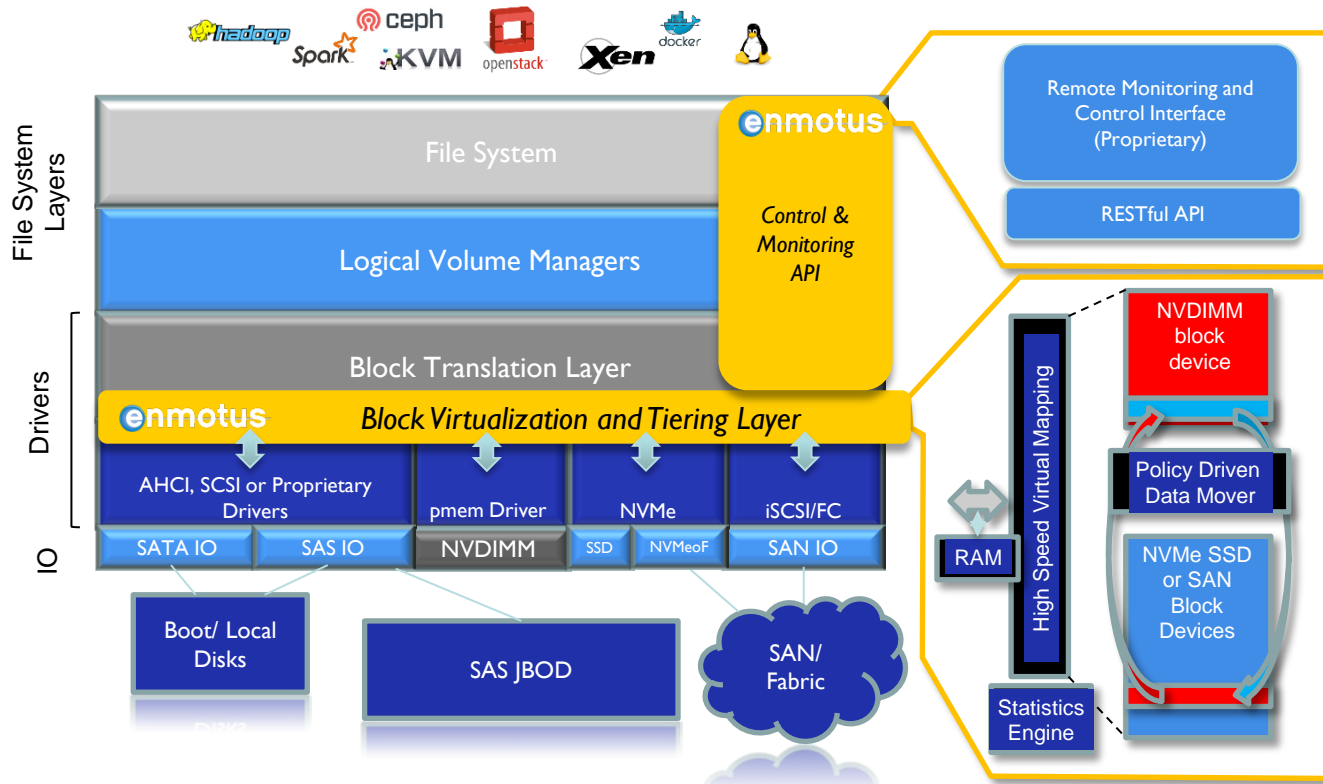 hadoop
Spark
ceph
KVM
openstack
Xen
docker
File System
Layers
Drivers
IO
File System
Logical Volume Managers
Block Translation Layer
enmotus
Control &
Monitoring
API
enmotus
Block Virtualization and Tiering Layer
AHCI, SCSI or Proprietary
Drivers
pmem Driver
NVMe
iSCSI/FC
SATA IO
SAS IO
NVDIMM
SSD
NVMeoF
SAN IO
Boot/ Local
Disks
SAS JBOD
SAN/
Fabric
Remote Monitoring and
Control Interface
(Proprietary)
RESTful API
RAM
High Speed Virtual Mapping
Statistics
Engine
NVDIMM
block
device
Policy Driven
Data Mover
NVMe SSD
or SAN
Block
Devices